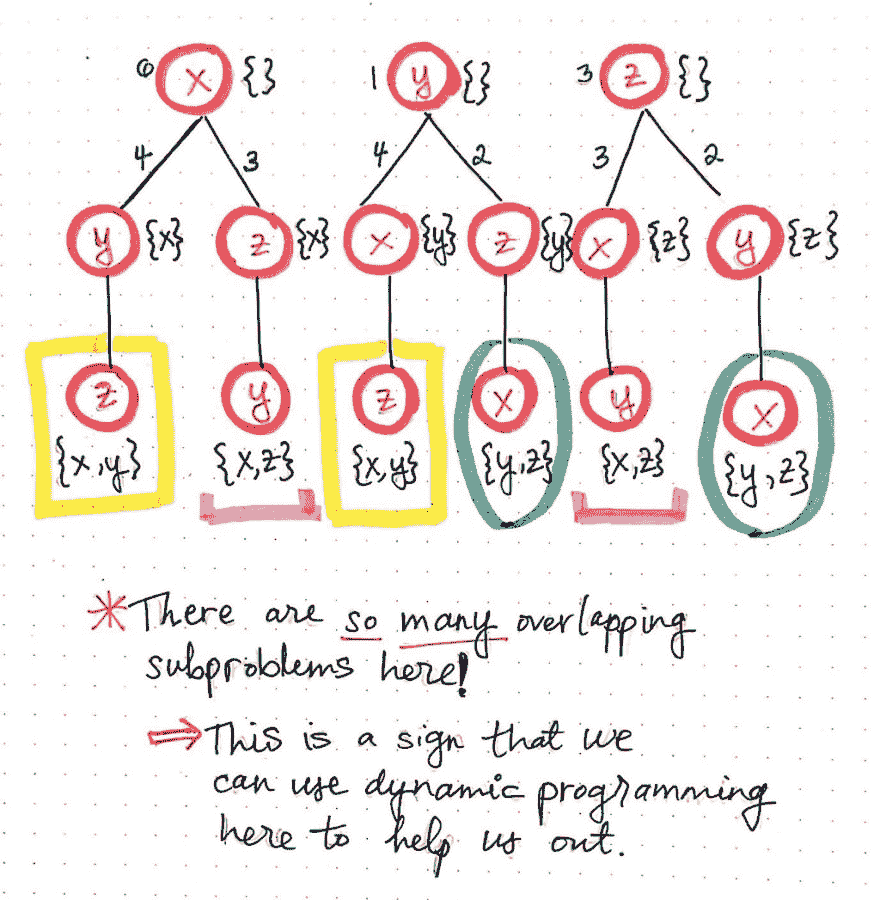 6 x {} 1 y {} 3 z {}
4 3 4 2 3 2
y {x} z {x} x {y} z {y} x {z} y {z}
z y z x y x
{x,y} {x,z} {x,y} {y,z} {x,z} {y,z}
* There are so many overlapping
subproblems here!
⇒ This is a sign that we
can use dynamic programming
here to help us out.